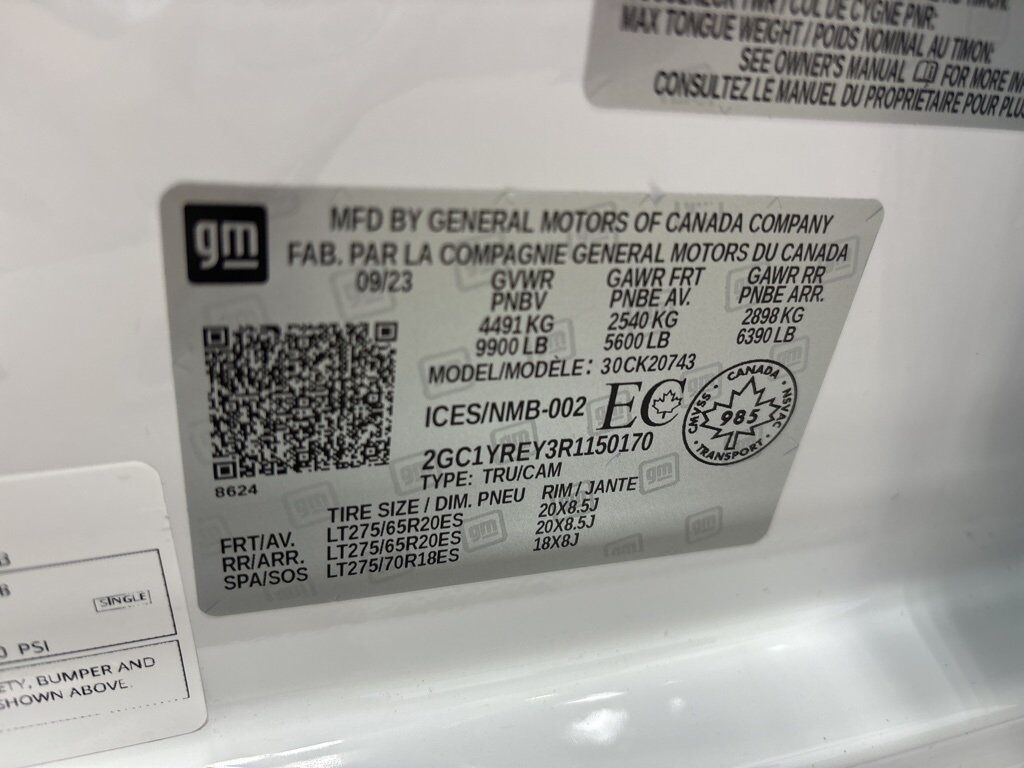 MAX TONGUE WEIGHT / POIDS NOMINAL AU TIMON:
SEE OWNER'S MANUAL FOR MORE
CONSULTEZ LE MANUEL DU PROPRIÉTAIRE POUR
gm
MFD BY GENERAL MOTORS OF CANADA COMPANY
FAB. PAR LA COMPAGNIE GENERAL MOTORS DU CANADA
09/23 GVWR GAWR FRT GAWR RR
PNBV PNBE AV. PNBE ARR.
4491 KG 2540 KG 2898 KG
9900 LB 5600 LB 6390 LB
MODEL/MODÈLE: 30CK20743
ICES/NMB-002 EC
CANADA
CMVSS 985 NSVAC
TRANSPORT
2GC1YREY3R1150170
8624 TYPE: TRU/CAM
TIRE SIZE / DIM. PNEU RIM / JANTE
FRT/AV. LT275/65R20ES 20X8.5J
RR/ARR. LT275/65R20ES 20X8.5J
SPA/SOS LT275/70R18ES 18X8J
SINGLE
PSI
BUMPER AND
SHOWN ABOVE.